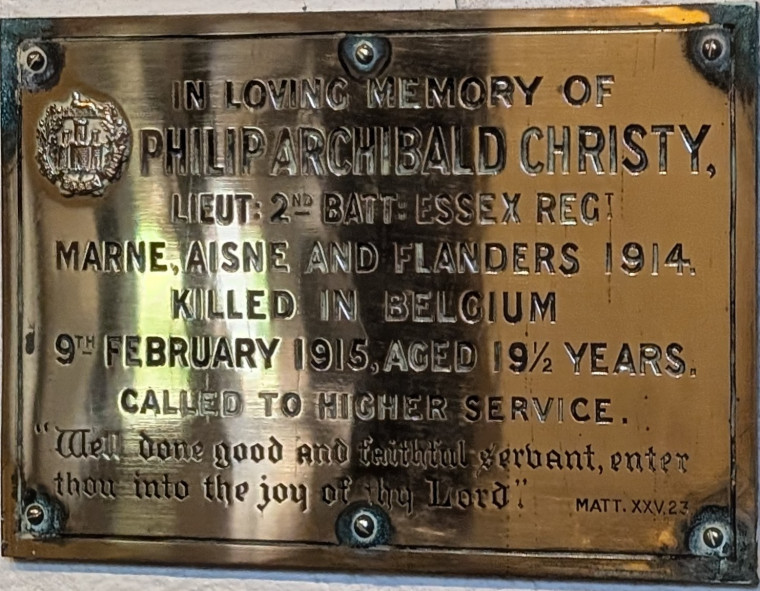 IN LOVING MEMORY OF
PHILIP ARCHIBALD CHRISTY,
LIEUT: 2ND BATT: ESSEX REGT
MARNE, AISNE AND FLANDERS 1914.
KILLED IN BELGIUM
9TH FEBRUARY 1915, AGED 19½ YEARS.
CALLED TO HIGHER SERVICE.
"Well done good and faithful servant, enter
thou into the joy of thy Lord"
MATT. XXV.23